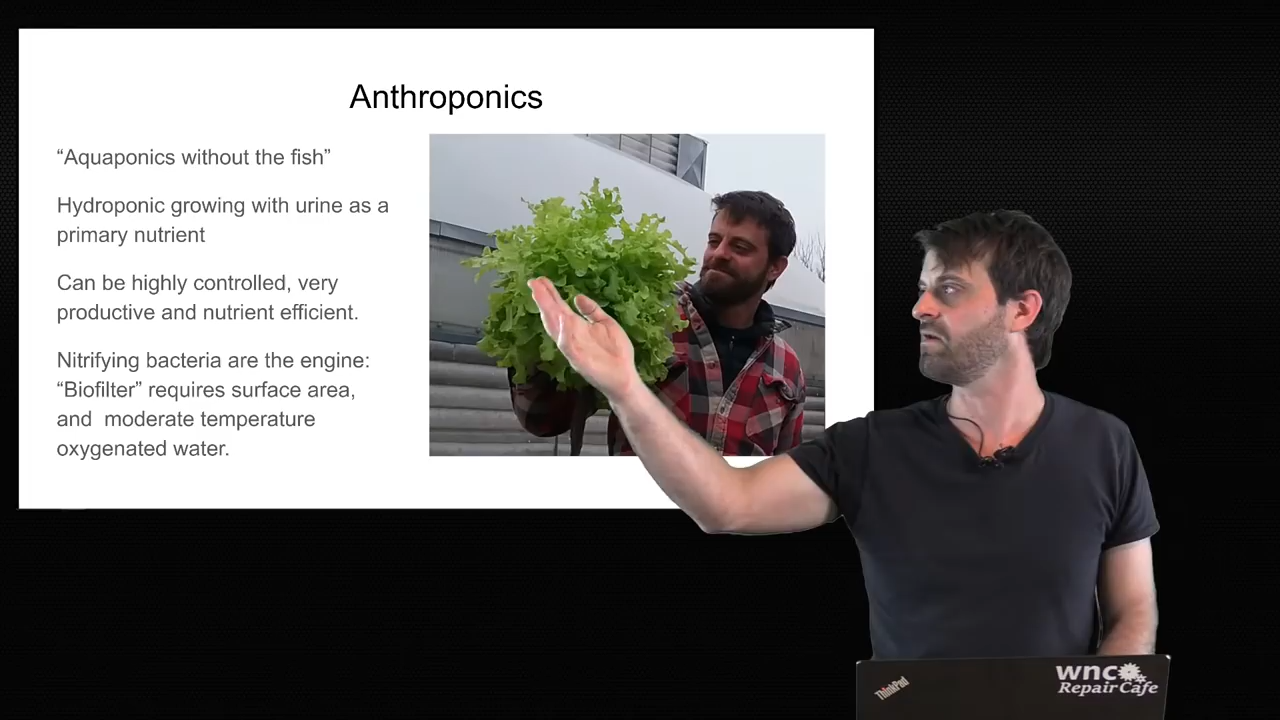 Anthroponics
“Aquaponics without the fish”
Hydroponic growing with urine as a
primary nutrient
Can be highly controlled, very
productive and nutrient efficient.
Nitrifying bacteria are the engine:
“Biofilter” requires surface area,
and  moderate temperature
oxygenated water.
ThinkPad
wnc
Repair Cafe